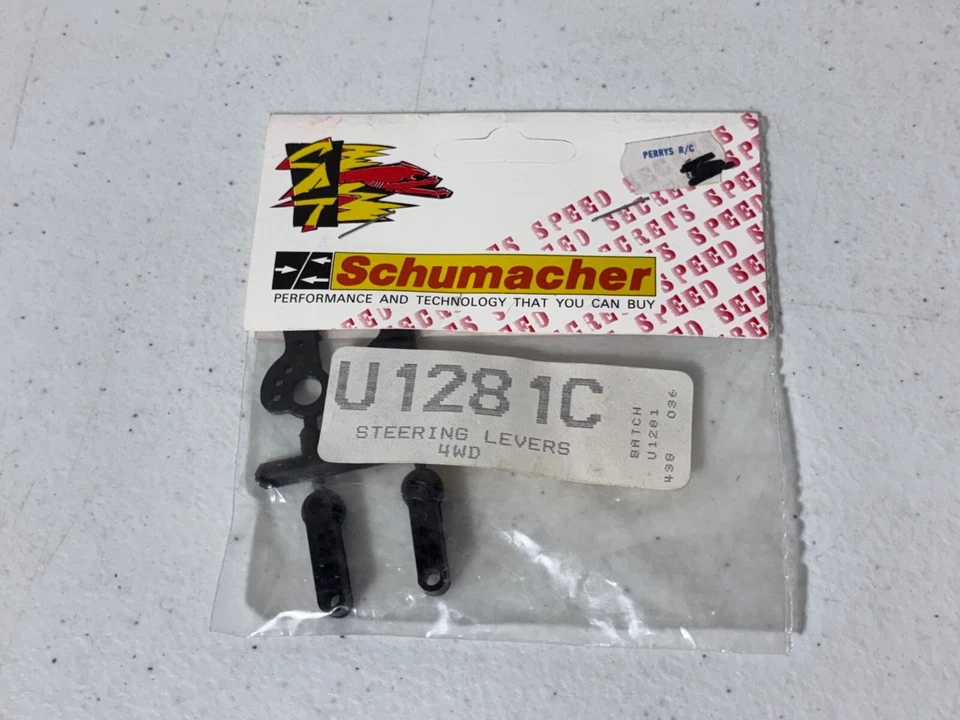 CAT
PERRYS R/C
SPEED SECRETS
Schumacher
PERFORMANCE AND TECHNOLOGY THAT YOU CAN BUY
U1281C
STEERING LEVERS
4WD
BATCH
U1281
438 036